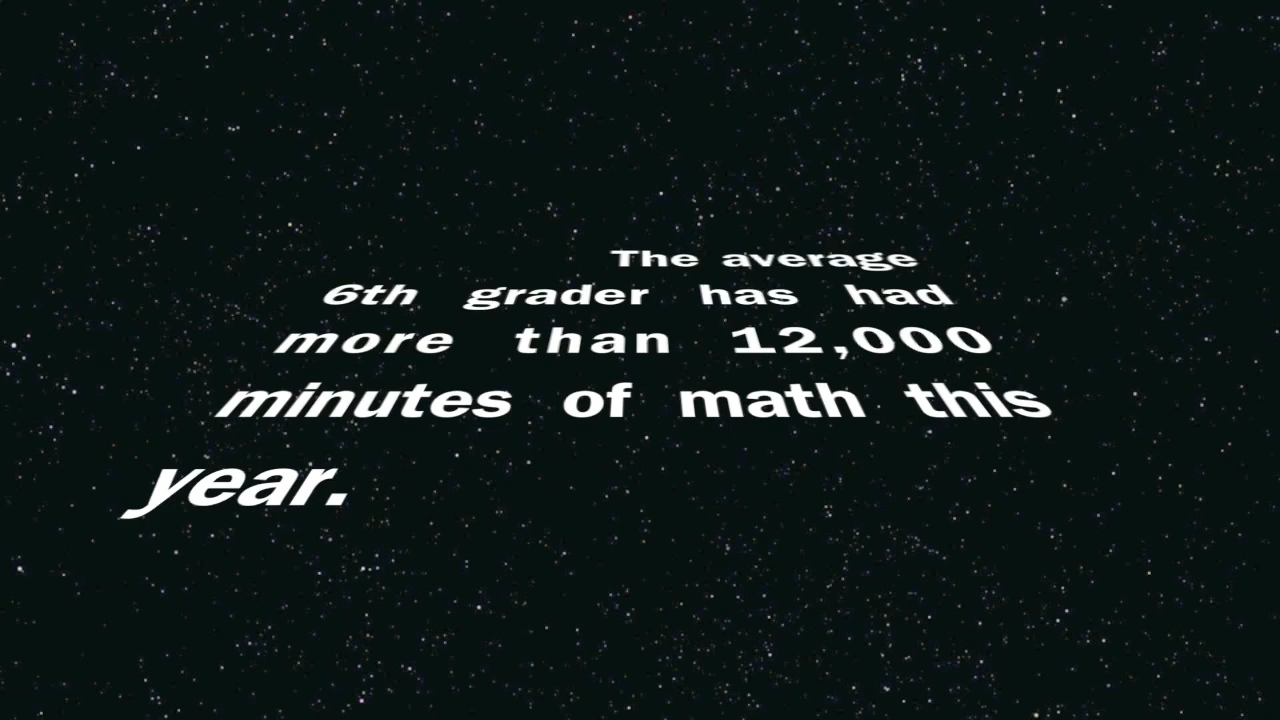 The average
6th grader has had
more than 12,000
minutes of math this
year.